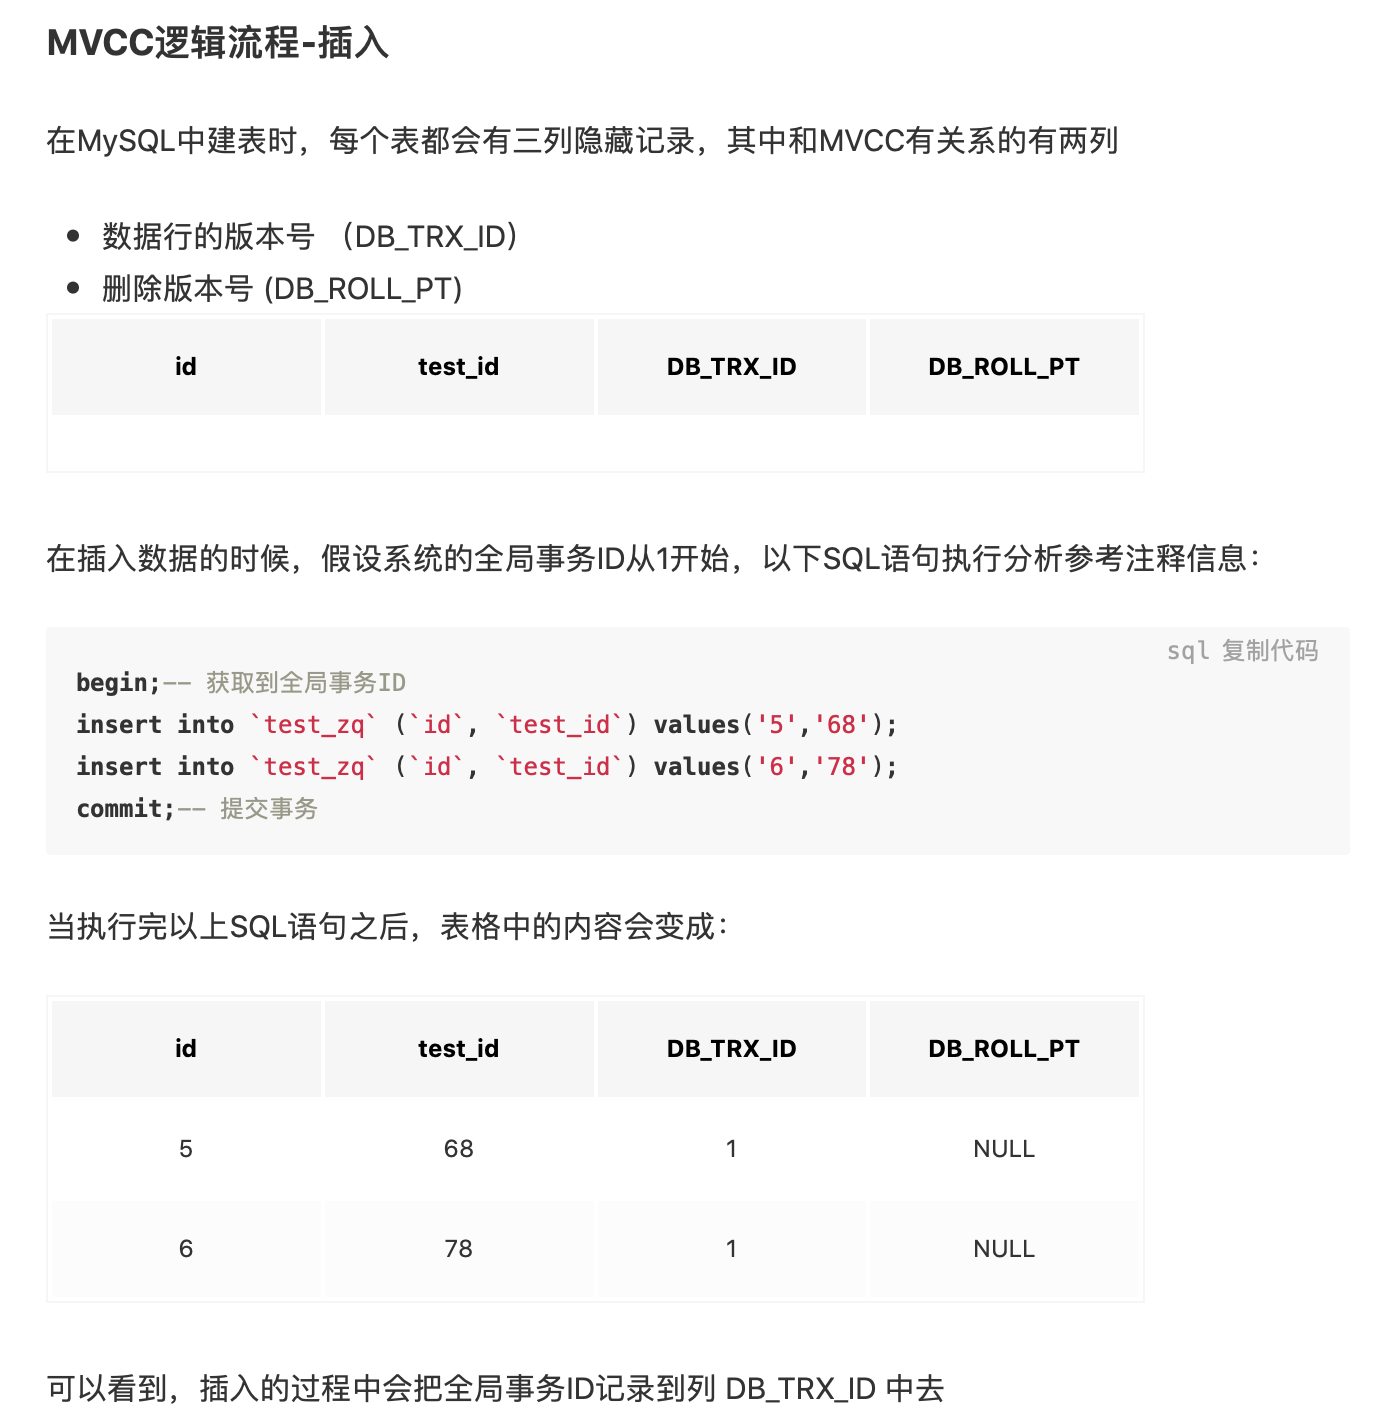 MVCC逻辑流程-插入
在MySQL中建表时，每个表都会有三列隐藏记录，其中和MVCC有关系的有两列
• 数据行的版本号 （DB_TRX_ID）
• 删除版本号 (DB_ROLL_PT)
id test_id DB_TRX_ID DB_ROLL_PT
在插入数据的时候，假设系统的全局事务ID从1开始，以下SQL语句执行分析参考注释信息：
sql 复制代码
begin;-- 获取到全局事务ID
insert into `test_zq` (`id`, `test_id`) values('5','68');
insert into `test_zq` (`id`, `test_id`) values('6','78');
commit;-- 提交事务
当执行完以上SQL语句之后，表格中的内容会变成：
id test_id DB_TRX_ID DB_ROLL_PT
5 68 1 NULL
6 78 1 NULL
可以看到，插入的过程中会把全局事务ID记录到列 DB_TRX_ID 中去